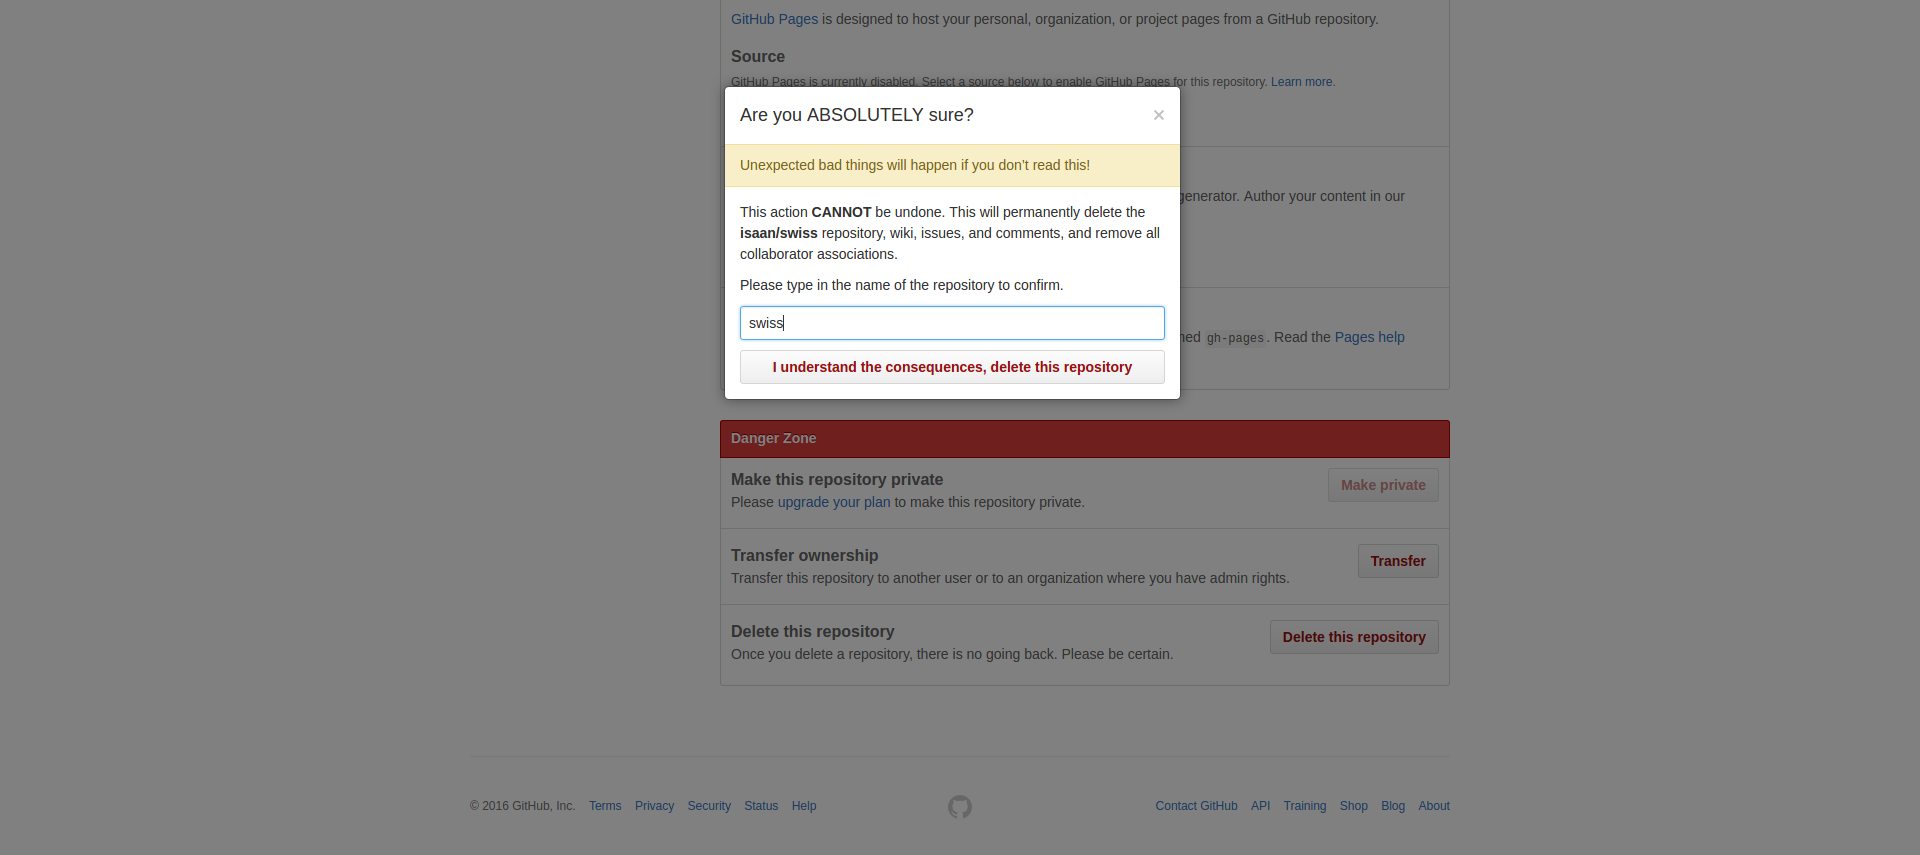 GitHub Pages is designed to host your personal, organization, or project pages from a GitHub repository.
Source
GitHub Pages is currently disabled. Select a source below to enable GitHub Pages for this repository. Learn more.
Are you ABSOLUTELY sure?
×
Unexpected bad things will happen if you don’t read this!
This action CANNOT be undone. This will permanently delete the
isaan/swiss repository, wiki, issues, and comments, and remove all
collaborator associations.
Please type in the name of the repository to confirm.
swiss
I understand the consequences, delete this repository
generator. Author your content in our
gh-pages. Read the Pages help
Danger Zone
Make this repository private
Please upgrade your plan to make this repository private.
Make private
Transfer ownership
Transfer this repository to another user or to an organization where you have admin rights.
Transfer
Delete this repository
Once you delete a repository, there is no going back. Please be certain.
Delete this repository
© 2016 GitHub, Inc. Terms Privacy Security Status Help
Contact GitHub API Training Shop Blog About